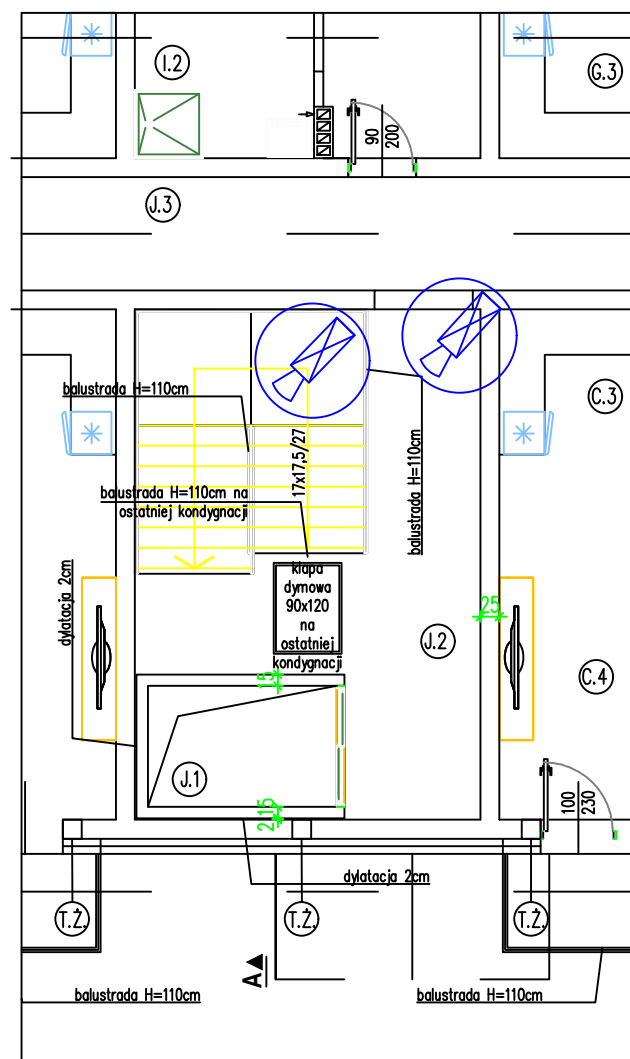 I.2
G.3
90
200
J.3
C.3
balustrada H=110cm
17x17,5/27
balustrada H=110cm
balustrada H=110cm na
ostatniej kondygnacji
dylatacja 2cm
klapa
dymowa
90x120
na
ostatniej
kondygnacji
25
J.2
C.4
15
J.1
100
230
2
15
dylatacja 2cm
T.Ż.
T.Ż.
T.Ż.
A
balustrada H=110cm
balustrada H=110cm